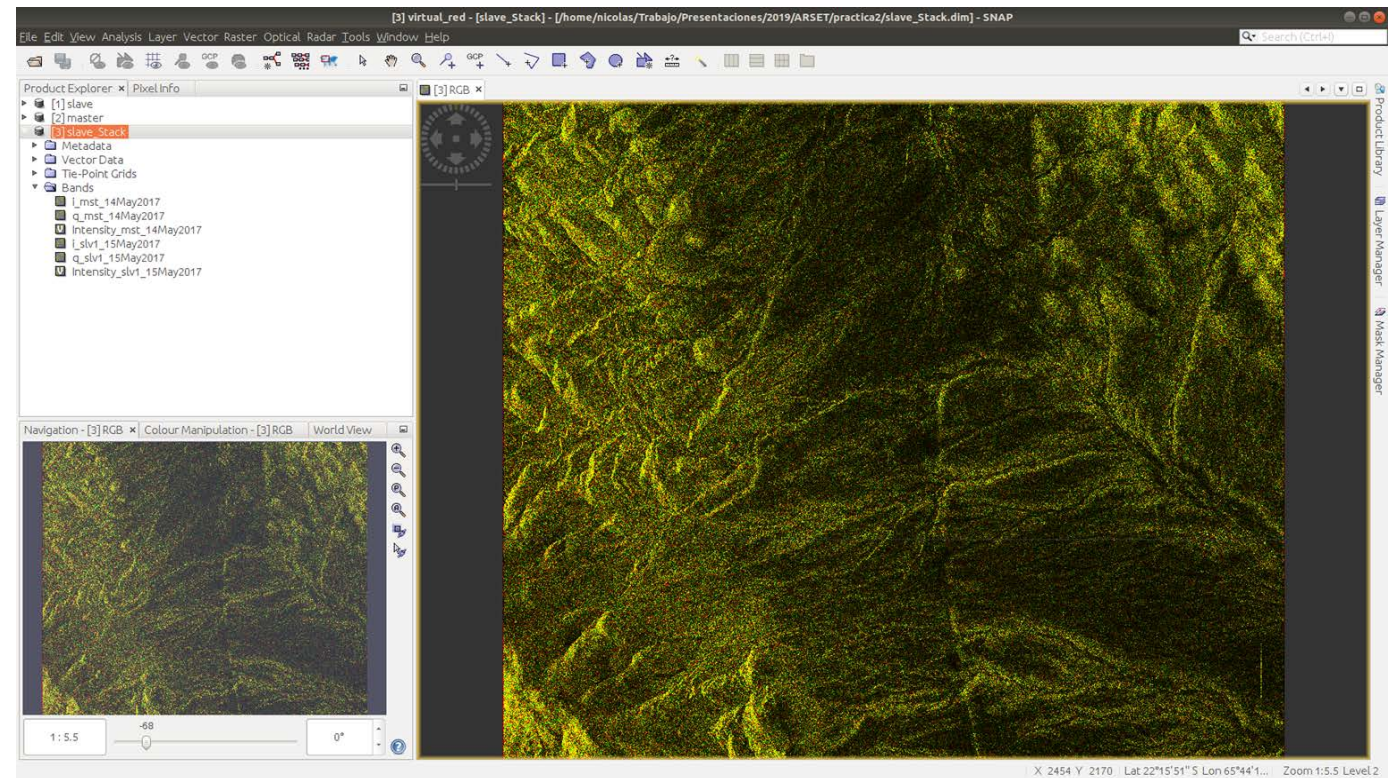 [3] virtual_red - [slave_Stack] - [/home/nicolas/Trabajo/Presentaciones/2019/ARSET/practica2/slave_Stack.dim] - SNAP
File Edit View Analysis Layer Vector Raster Optical Radar Tools Window Help
Search (Ctrl+I)
GCP
GCP
Product Explorer × Pixel Info
[1] slave
[2] master
[3] slave_Stack
Metadata
Vector Data
Tie-Point Grids
Bands
i_mst_14May2017
q_mst_14May2017
Intensity_mst_14May2017
i_slv1_15May2017
q_slv1_15May2017
Intensity_slv1_15May2017
[3] RGB ×
Product Library
Layer Manager
Mask Manager
Navigation - [3] RGB × Colour Manipulation - [3] RGB World View
1 : 5.5
-68
0°
X 2454 Y 2170 Lat 22°15'51" S Lon 65°44'1... Zoom 1:5.5 Level 2